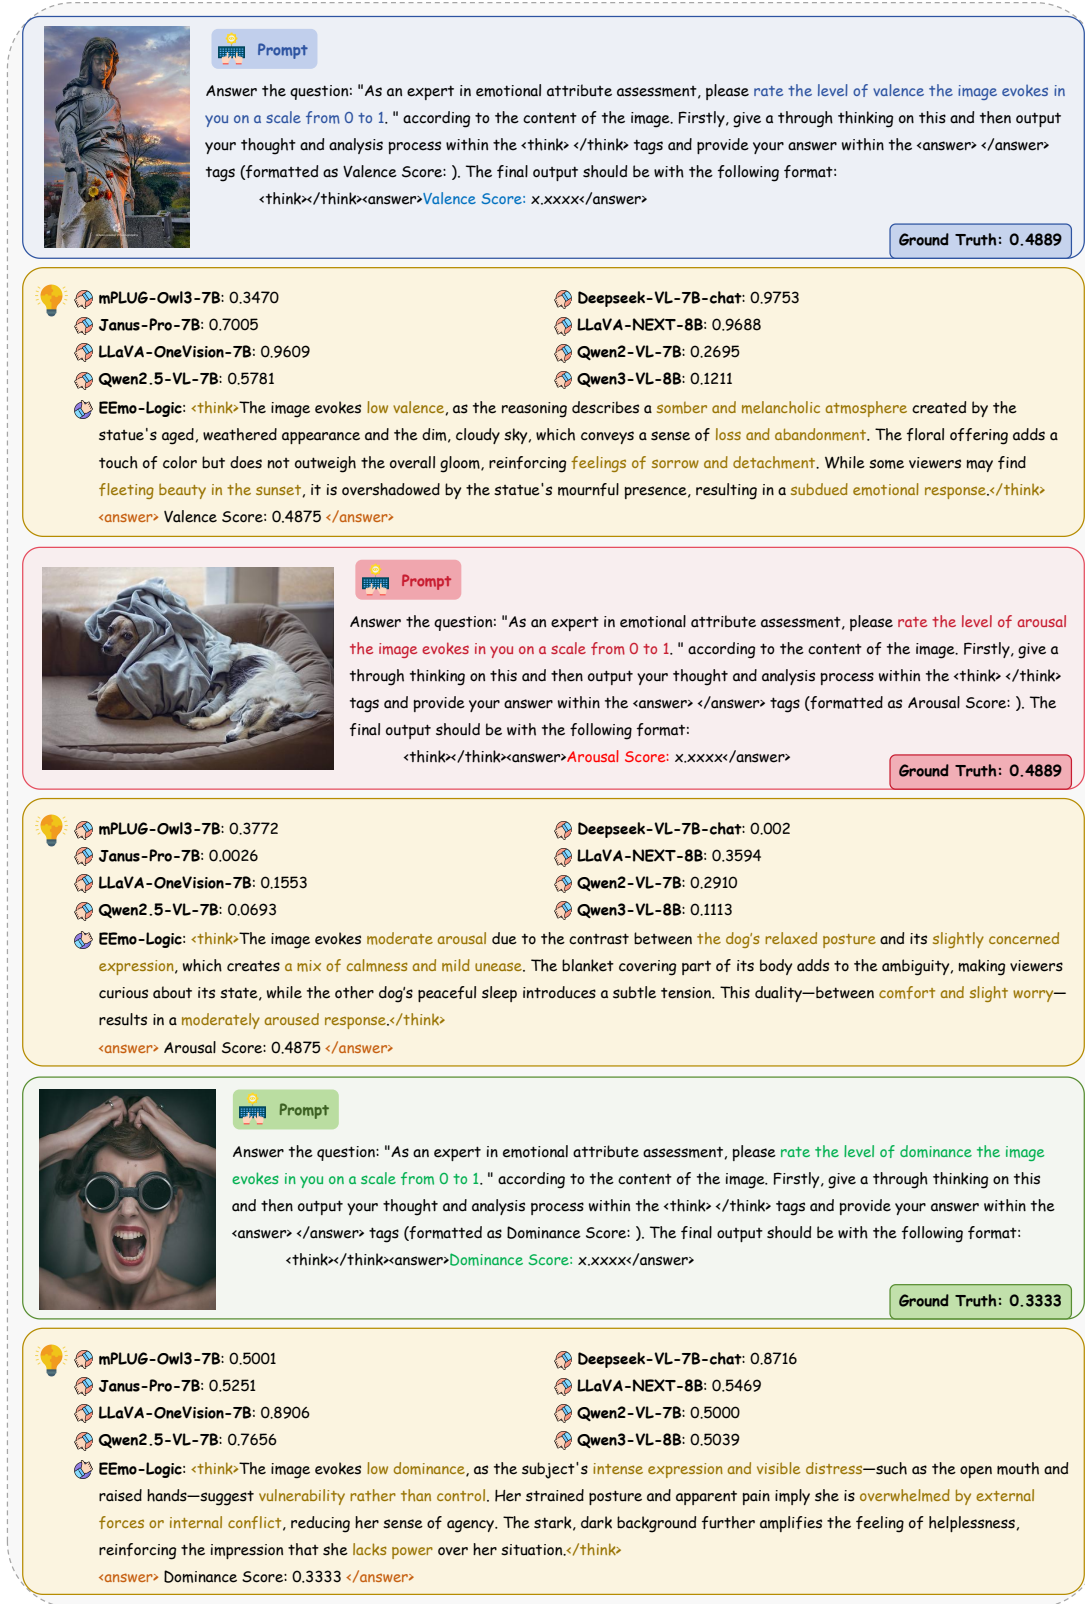 Prompt
Answer the question: "As an expert in emotional attribute assessment, please rate the level of valence the image evokes in
you on a scale from 0 to 1. " according to the content of the image. Firstly, give a through thinking on this and then output
your thought and analysis process within the <think> </think> tags and provide your answer within the <answer> </answer>
tags (formatted as Valence Score: ). The final output should be with the following format:
<think></think><answer>Valence Score: x.xxxx</answer>
Ground Truth: 0.4889
mPLUG-Owl3-7B: 0.3470
Deepseek-VL-7B-chat: 0.9753
Janus-Pro-7B: 0.7005
LLaVA-NEXT-8B: 0.9688
LLaVA-OneVision-7B: 0.9609
Qwen2-VL-7B: 0.2695
Qwen2.5-VL-7B: 0.5781
Qwen3-VL-8B: 0.1211
EEmo-Logic: <think>The image evokes low valence, as the reasoning describes a somber and melancholic atmosphere created by the
statue's aged, weathered appearance and the dim, cloudy sky, which conveys a sense of loss and abandonment. The floral offering adds a
touch of color but does not outweigh the overall gloom, reinforcing feelings of sorrow and detachment. While some viewers may find
fleeting beauty in the sunset, it is overshadowed by the statue's mournful presence, resulting in a subdued emotional response.</think>
<answer> Valence Score: 0.4875 </answer>
Prompt
Answer the question: "As an expert in emotional attribute assessment, please rate the level of arousal
the image evokes in you on a scale from 0 to 1. " according to the content of the image. Firstly, give a
through thinking on this and then output your thought and analysis process within the <think> </think>
tags and provide your answer within the <answer> </answer> tags (formatted as Arousal Score: ). The
final output should be with the following format:
<think></think><answer>Arousal Score: x.xxxx</answer>
Ground Truth: 0.4889
mPLUG-Owl3-7B: 0.3772
Deepseek-VL-7B-chat: 0.002
Janus-Pro-7B: 0.0026
LLaVA-NEXT-8B: 0.3594
LLaVA-OneVision-7B: 0.1553
Qwen2-VL-7B: 0.2910
Qwen2.5-VL-7B: 0.0693
Qwen3-VL-8B: 0.1113
EEmo-Logic: <think>The image evokes moderate arousal due to the contrast between the dog's relaxed posture and its slightly concerned
expression, which creates a mix of calmness and mild unease. The blanket covering part of its body adds to the ambiguity, making viewers
curious about its state, while the other dog's peaceful sleep introduces a subtle tension. This duality—between comfort and slight worry—
results in a moderately aroused response.</think>
<answer> Arousal Score: 0.4875 </answer>
Prompt
Answer the question: "As an expert in emotional attribute assessment, please rate the level of dominance the image
evokes in you on a scale from 0 to 1. " according to the content of the image. Firstly, give a through thinking on this
and then output your thought and analysis process within the <think> </think> tags and provide your answer within the
<answer> </answer> tags (formatted as Dominance Score: ). The final output should be with the following format:
<think></think><answer>Dominance Score: x.xxxx</answer>
Ground Truth: 0.3333
mPLUG-Owl3-7B: 0.5001
Deepseek-VL-7B-chat: 0.8716
Janus-Pro-7B: 0.5251
LLaVA-NEXT-8B: 0.5469
LLaVA-OneVision-7B: 0.8906
Qwen2-VL-7B: 0.5000
Qwen2.5-VL-7B: 0.7656
Qwen3-VL-8B: 0.5039
EEmo-Logic: <think>The image evokes low dominance, as the subject's intense expression and visible distress—such as the open mouth and
raised hands—suggest vulnerability rather than control. Her strained posture and apparent pain imply she is overwhelmed by external
forces or internal conflict, reducing her sense of agency. The stark, dark background further amplifies the feeling of helplessness,
reinforcing the impression that she lacks power over her situation.</think>
<answer> Dominance Score: 0.3333 </answer>